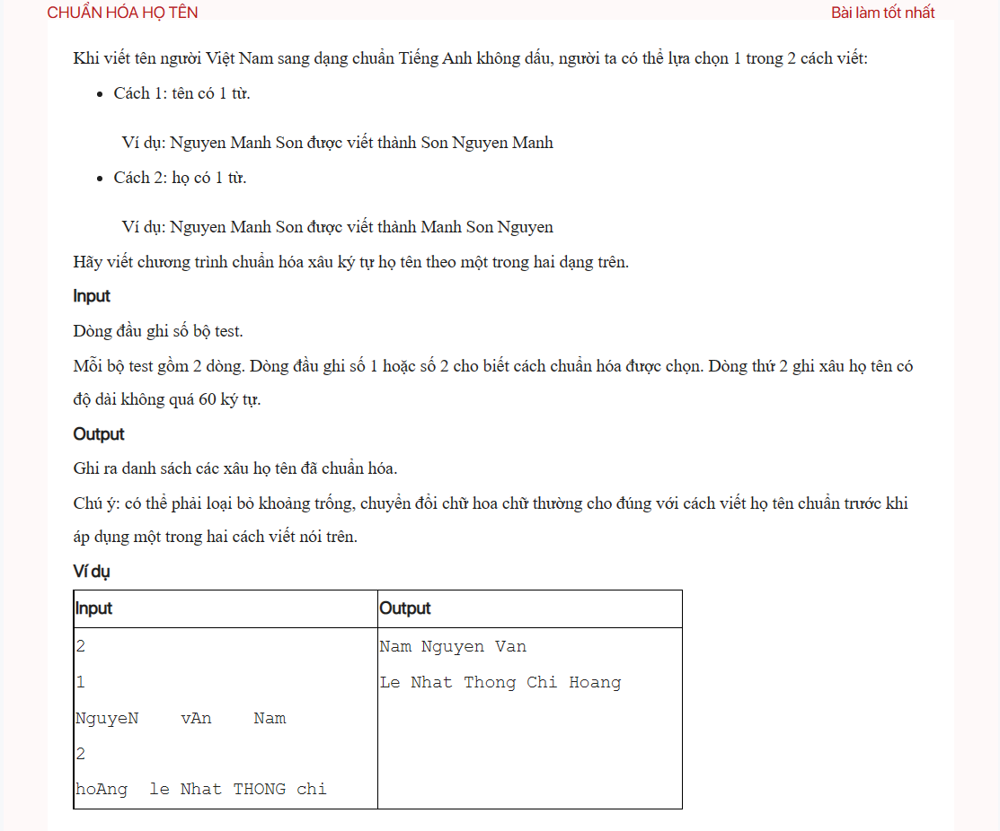 CHUẨN HÓA HỌ TÊN
Bài làm tốt nhất
Khi viết tên người Việt Nam sang dạng chuẩn Tiếng Anh không dấu, người ta có thể lựa chọn 1 trong 2 cách viết:
• Cách 1: tên có 1 từ.
Ví dụ: Nguyen Manh Son được viết thành Son Nguyen Manh
• Cách 2: họ có 1 từ.
Ví dụ: Nguyen Manh Son được viết thành Manh Son Nguyen
Hãy viết chương trình chuẩn hóa xâu ký tự họ tên theo một trong hai dạng trên.
Input
Dòng đầu ghi số bộ test.
Mỗi bộ test gồm 2 dòng. Dòng đầu ghi số 1 hoặc số 2 cho biết cách chuẩn hóa được chọn. Dòng thứ 2 ghi xâu họ tên có
độ dài không quá 60 ký tự.
Output
Ghi ra danh sách các xâu họ tên đã chuẩn hóa.
Chú ý: có thể phải loại bỏ khoảng trống, chuyển đổi chữ hoa chữ thường cho đúng với cách viết họ tên chuẩn trước khi
áp dụng một trong hai cách viết nói trên.
Ví dụ
Input
Output
2
1
NguyeN    vAn    Nam
2
hoAng  le Nhat THONG chi
Nam Nguyen Van
Le Nhat Thong Chi Hoang